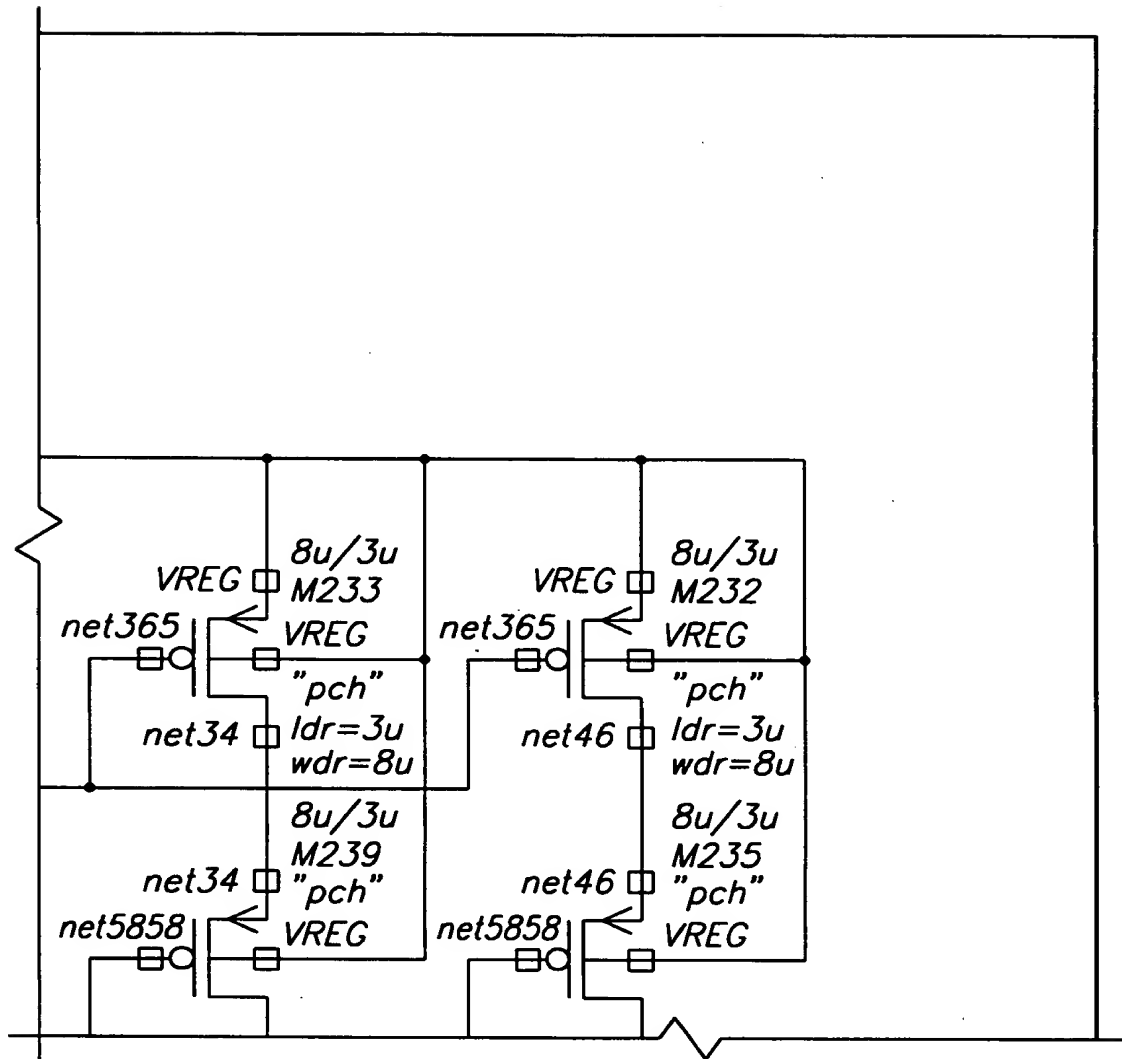 8u/3u
VREG M233
net365 VREG
"pch"
net34 ldr=3u
wdr=8u
8u/3u
M239
net34 "pch"
net5858 VREG
8u/3u
VREG M232
net365 VREG
"pch"
net46 ldr=3u
wdr=8u
8u/3u
M235
net46 "pch"
net5858 VREG